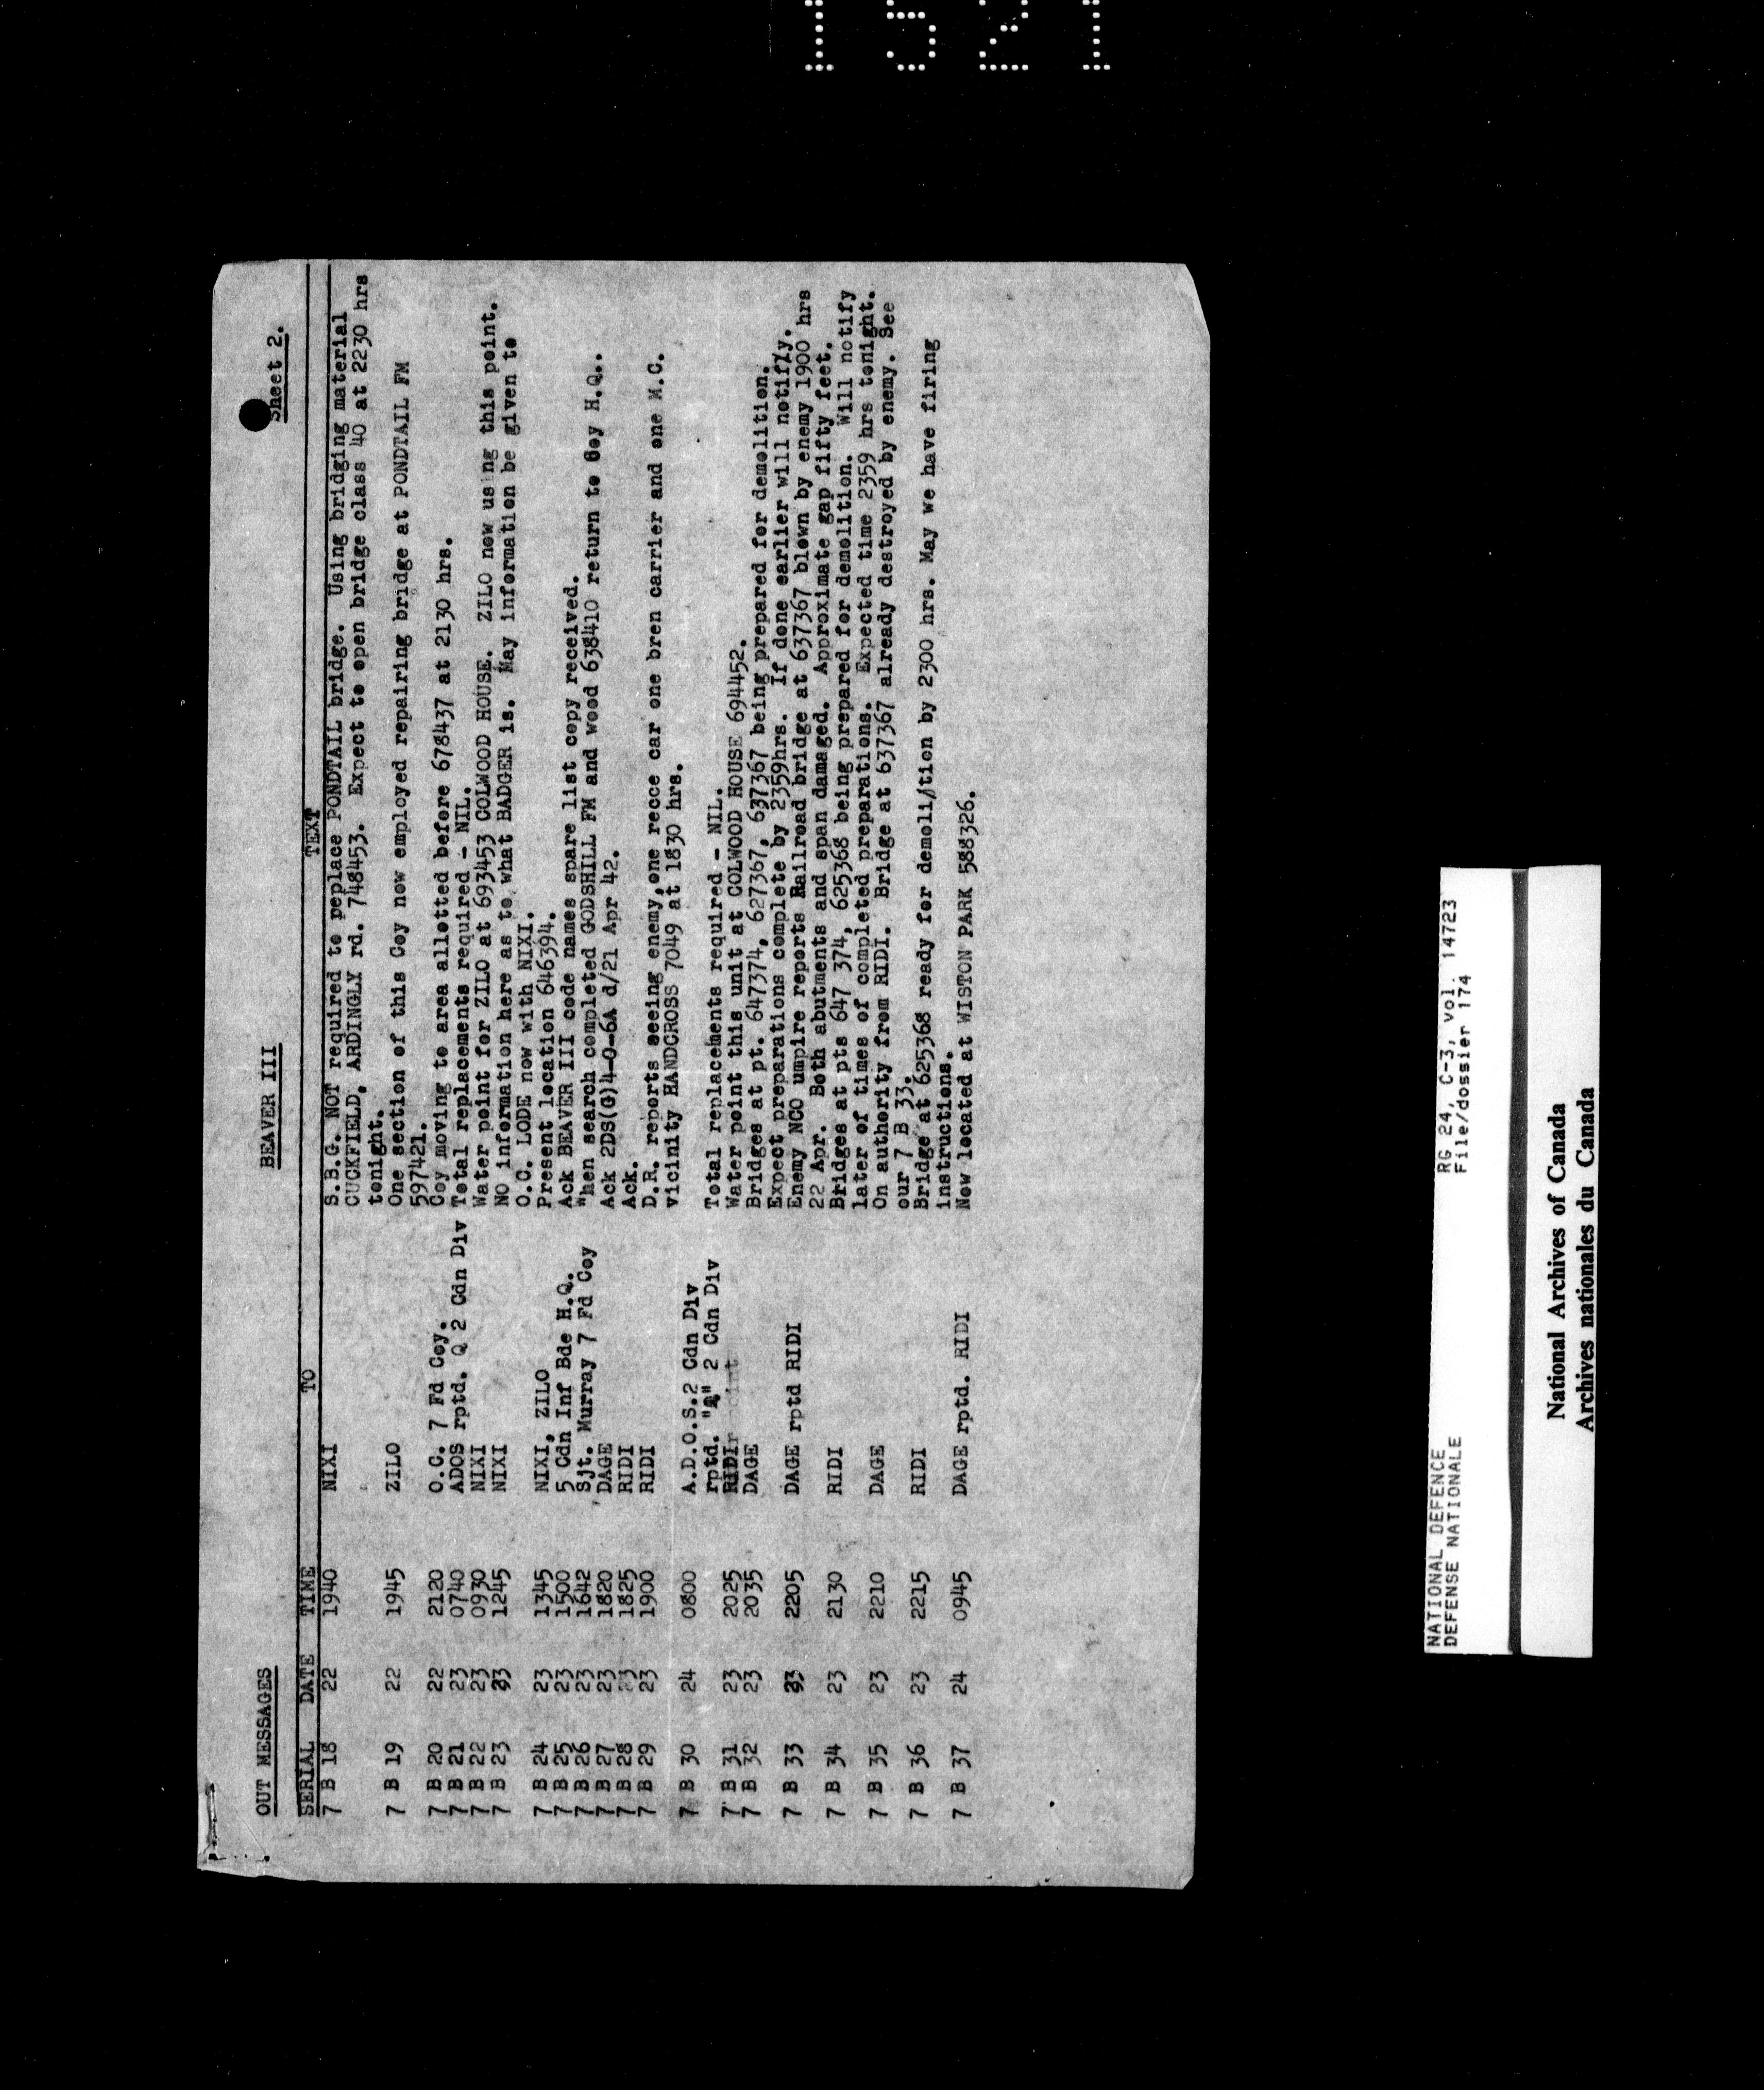 1521
Sheet 2.
OUT MESSAGES BEAVER III
SERIAL DATE TIME TO TEXT
7 B 18 22 1940 NIXI S.B.G. NOT required to peplace PONDTAIL bridge. Using bridging material
CUCKFIELD, ARDINGLY rd. 748453. Expect to open bridge class 40 at 2230 hrs
tonight.
7 B 19 22 1945 ZILO One section of this Coy now employed repairing bridge at PONDTAIL FM
597421.
7 B 20 22 2120 O.C. 7 Fd Coy. Coy moving to area allotted before 678437 at 2130 hrs.
7 B 21 23 0740 ADOS rptd. Q 2 Cdn Div Total replacements required - NIL.
7 B 22 23 0930 NIXI Water point for ZILO at 693453 COLWOOD HOUSE. ZILO now using this point.
7 B 23 23 1245 NIXI NO information here as to what BADGER is. May information be given to
O.C. LODE now with NIXI.
7 B 24 23 1345 NIXI, ZILO Present location 646394.
7 B 25 23 1500 5 Cdn Inf Bde H.Q. Ack BEAVER III code names spare list copy received.
7 B 26 23 1642 Sjt. Murray 7 Fd Coy When search completed GODSHILL FM and wood 638410 return to Coy H.Q..
7 B 27 23 1820 DAGE Ack 2DS(G)4-0-6A d/21 Apr 42.
7 B 28 23 1825 RIDI Ack.
7 B 29 23 1900 RIDI D.R. reports seeing enemy,one recce car one bren carrier and one M.C.
vicinity HANDCROSS 7049 at 1830 hrs.
7 B 30 24 0800 A.D.O.S.2 Cdn Div
rptd. "Q" 2 Cdn Div Total replacements required - NIL.
7 B 31 23 2025 RIDI Water point this unit at COLWOOD HOUSE 694452.
7 B 32 23 2035 DAGE Bridges at pt. 647374, 627367, 637367 being prepared for demolition.
Expect preparations complete by 2359hrs. If done earlier will notify.
7 B 33 23 2205 DAGE rptd RIDI Enemy NCO umpire reports Railroad bridge at 637367 blown by enemy 1900 hrs
22 Apr. Both abutments and span damaged. Approximate gap fifty feet.
7 B 34 23 2130 RIDI Bridges at pts 647 374, 625368 being prepared for demolition. Will notify
later of times of completed preparations. Expected time 2359 hrs tonight.
7 B 35 23 2210 DAGE On authority from RIDI. Bridge at 637367 already destroyed by enemy. See
our 7 B 33.
7 B 36 23 2215 RIDI Bridge at 625368 ready for demoli/tion by 2300 hrs. May we have firing
instructions.
7 B 37 24 0945 DAGE rptd. RIDI Now located at WISTON PARK 588326.
NATIONAL DEFENCE RG 24, C-3, vol. 14723
DEFENSE NATIONALE File/dossier 174
National Archives of Canada
Archives nationales du Canada